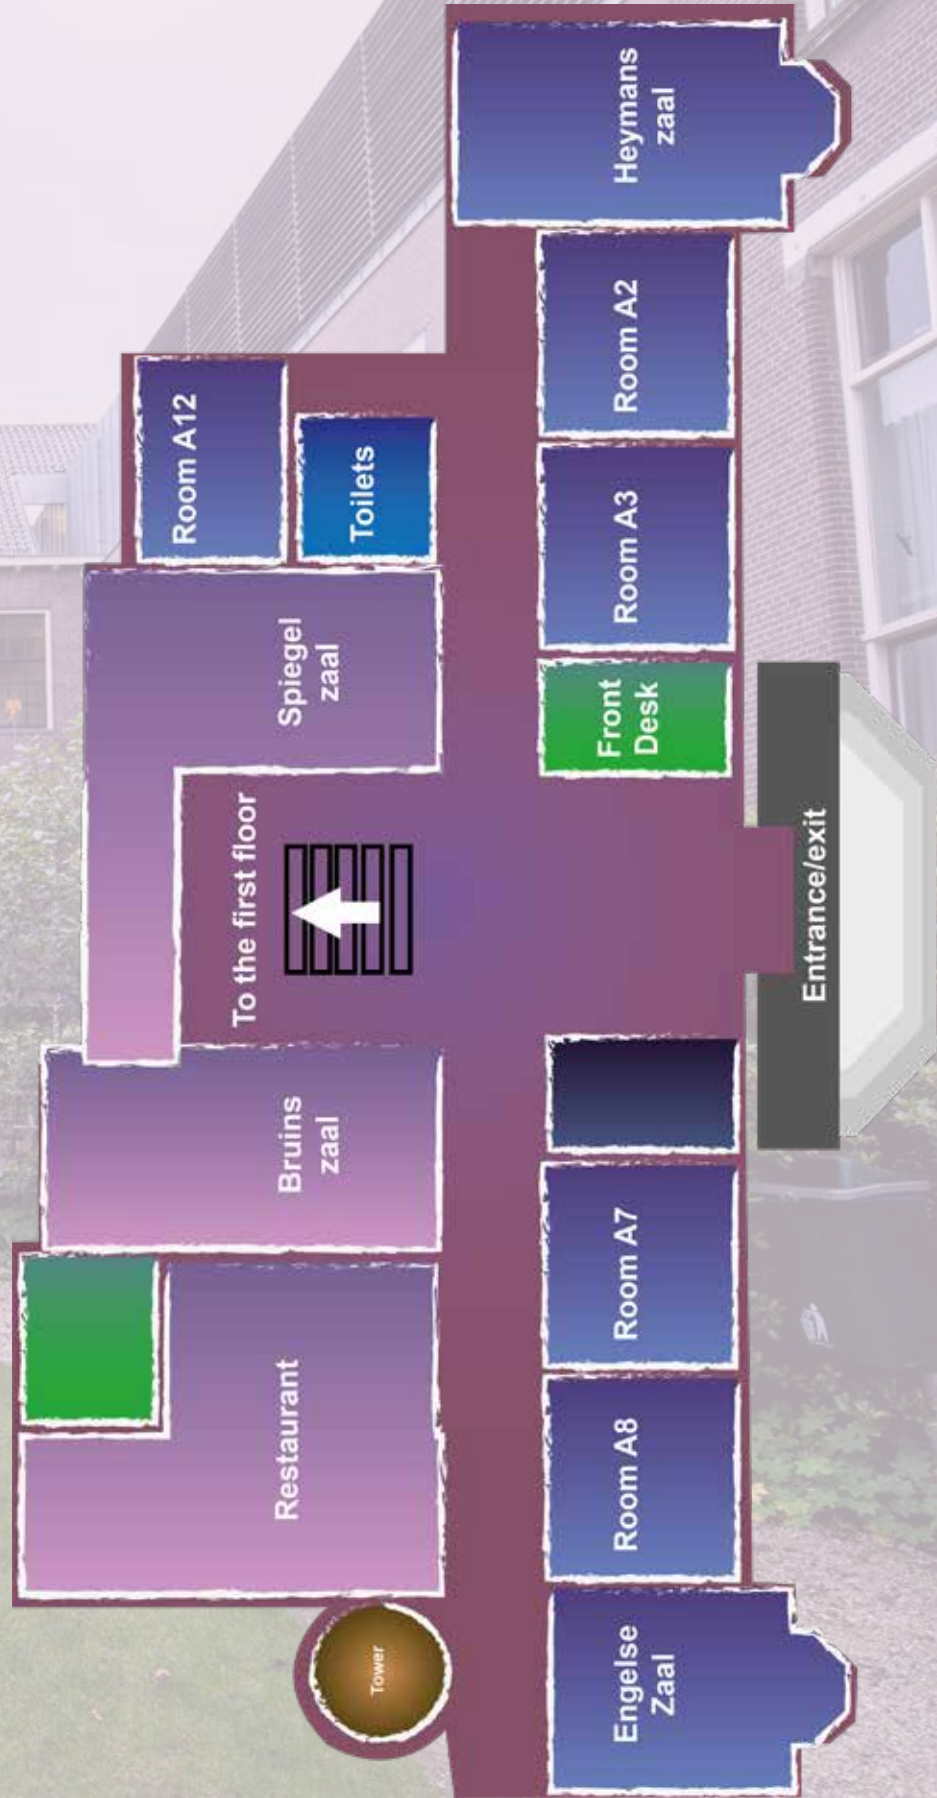 Room A12
To the first floor
Restaurant
Bruins
zaal
Spiegel
zaal
Toilets
Tower
Engelse
Zaal
Room A8
Room A7
Front
Desk
Room A3
Room A2
Heymans
zaal
Entrance/exit